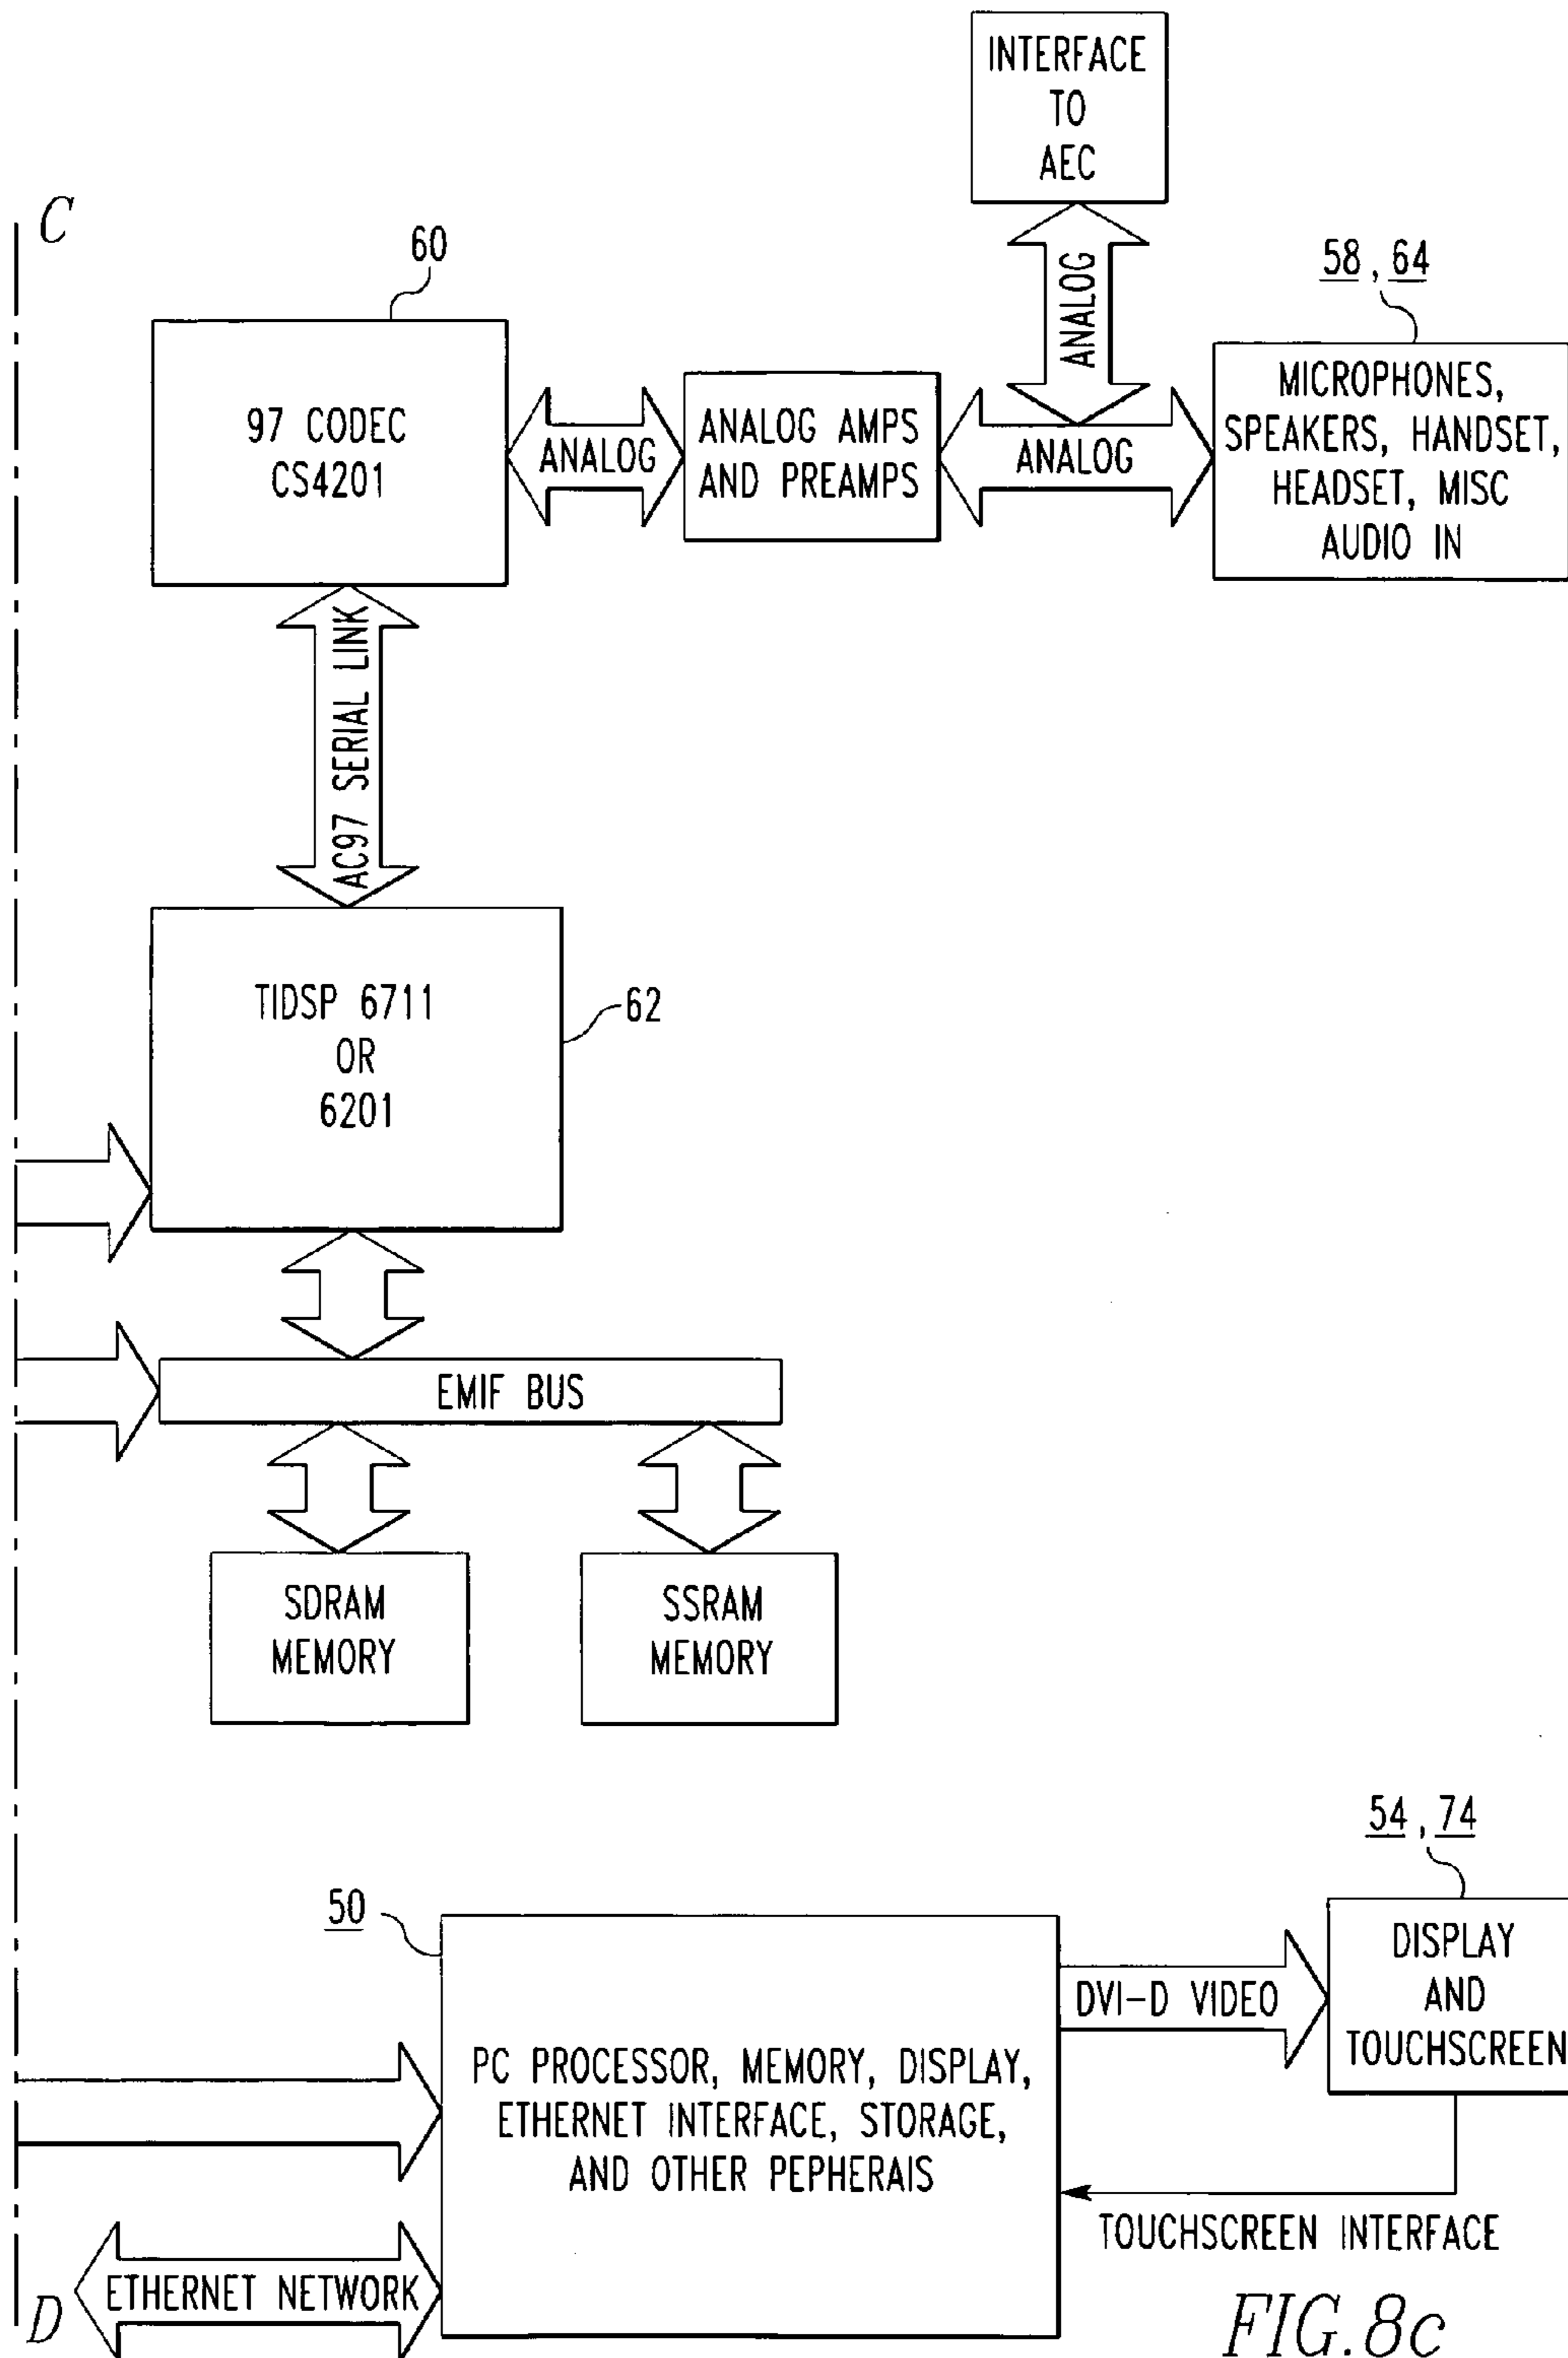 INTERFACE
TO
AEC
C
60
58, 64
ANALOG
97 CODEC
CS4201
ANALOG
ANALOG AMPS
AND PREAMPS
ANALOG
MICROPHONES,
SPEAKERS, HANDSET,
HEADSET, MISC
AUDIO IN
AC97 SERIAL LINK
TIDSP 6711
OR
6201
62
EMIF BUS
SDRAM
MEMORY
SSRAM
MEMORY
54, 74
50
DISPLAY
AND
TOUCHSCREEN
DVI-D VIDEO
PC PROCESSOR, MEMORY, DISPLAY,
ETHERNET INTERFACE, STORAGE,
AND OTHER PEPHERAIS
TOUCHSCREEN INTERFACE
D
ETHERNET NETWORK
FIG.8c